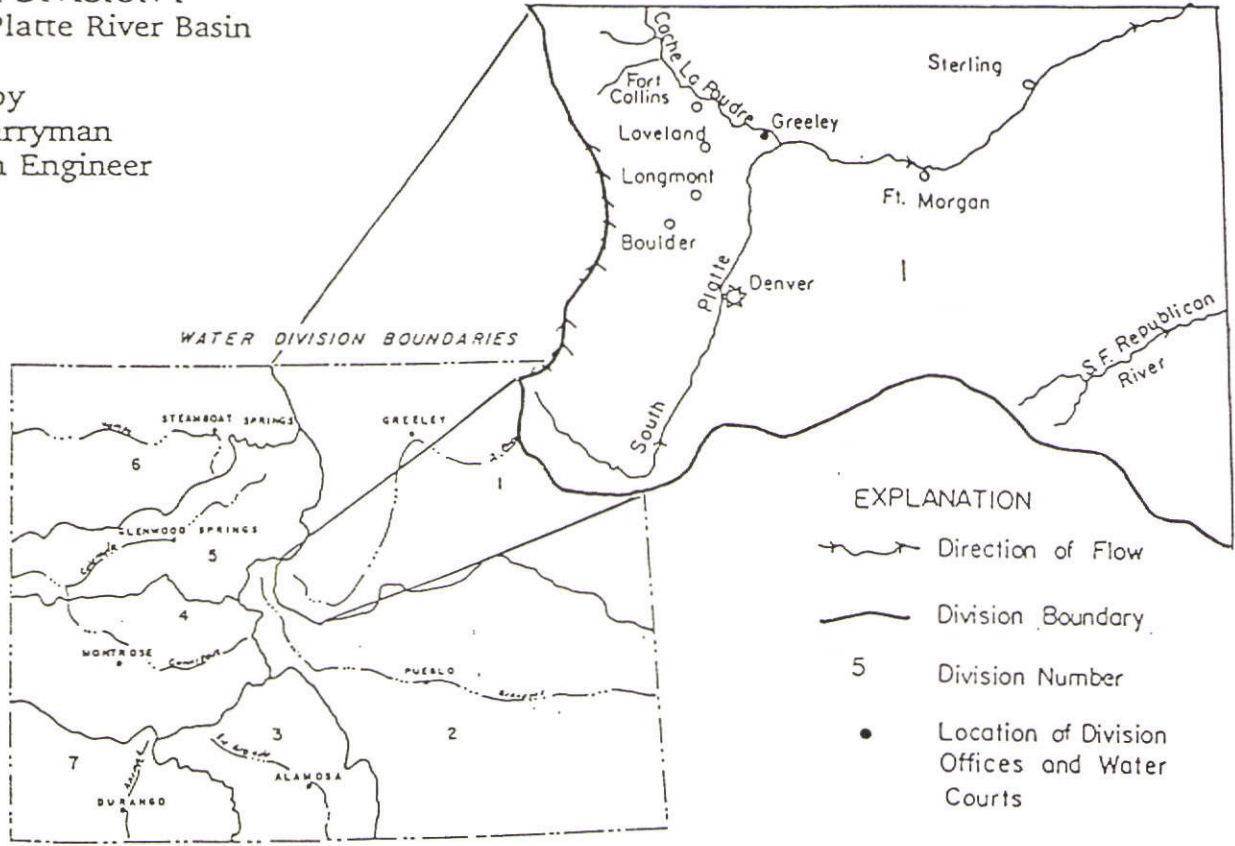 Platte River Basin
by
rryman
Engineer
Cache La Poudre
Fort
Collins
Loveland
Longmont
Boulder
Greeley
Sterling
Ft. Morgan
South Platte
Denver
1
S.F. Republican
River
WATER DIVISION BOUNDARIES
STEAMBOAT SPRINGS
6
GREELEY
1
GLENWOOD SPRINGS
5
4
MONTROSE
PUEBLO
2
3
7
ALAMOSA
DURANGO
EXPLANATION
Direction of Flow
Division Boundary
5
Division Number
Location of Division
Offices and Water
Courts